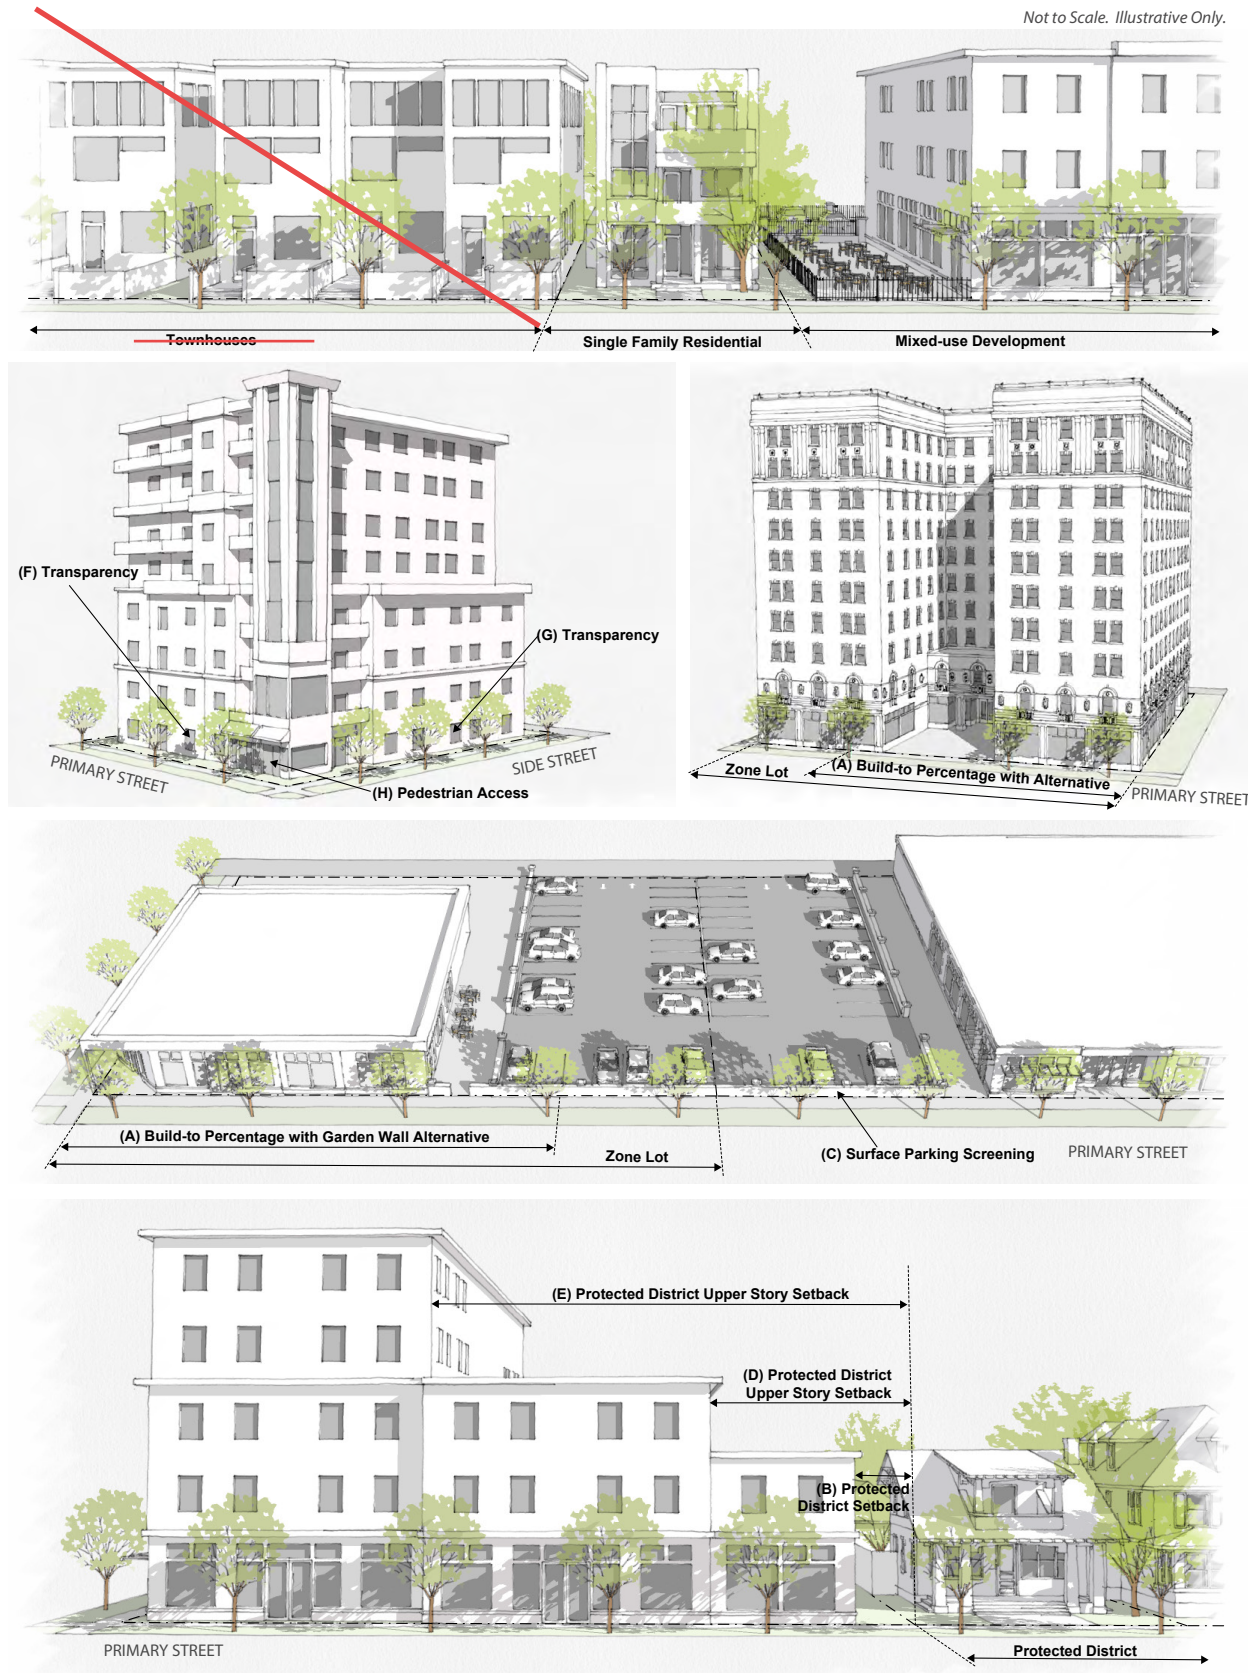 Not to Scale. Illustrative Only.
Townhouses
Single Family Residential
Mixed-use Development
(F) Transparency
(G) Transparency
PRIMARY STREET
SIDE STREET
(H) Pedestrian Access
Zone Lot
(A) Build-to Percentage with Alternative
PRIMARY STREET
(A) Build-to Percentage with Garden Wall Alternative
Zone Lot
(C) Surface Parking Screening
PRIMARY STREET
(E) Protected District Upper Story Setback
(D) Protected District
Upper Story Setback
(B) Protected
District Setback
PRIMARY STREET
Protected District